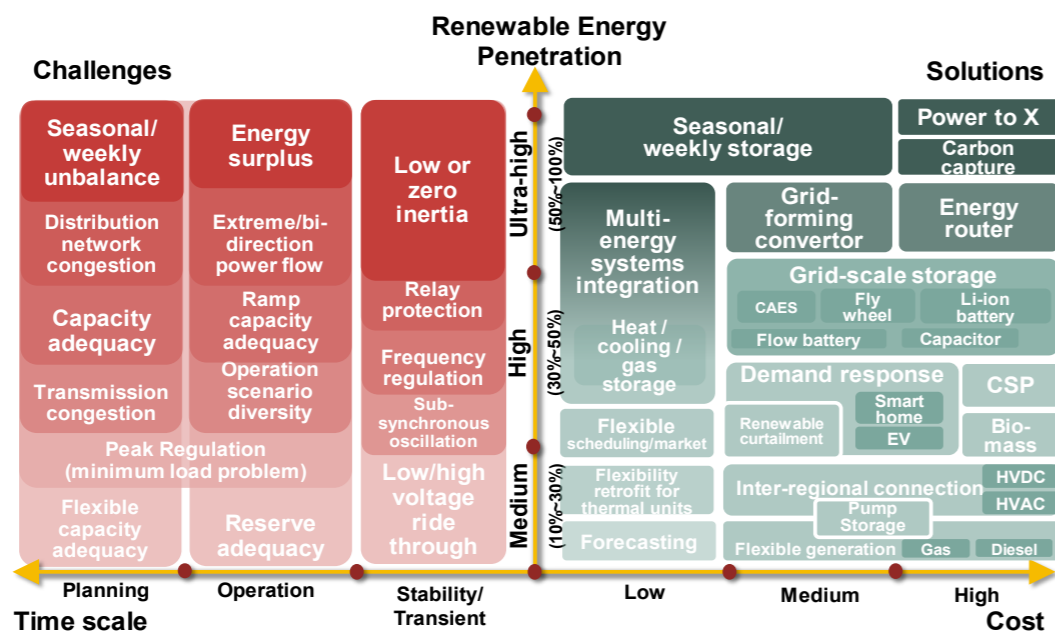 Renewable Energy
Penetration
Challenges
Solutions
Seasonal/
weekly
unbalance
Energy
surplus
Low or
zero
inertia
Distribution
network
congestion
Extreme/bi-
direction
power flow
Relay
protection
Capacity
adequacy
Ramp
capacity
adequacy
Frequency
regulation
Transmission
congestion
Operation
scenario
diversity
Sub-
synchronous
oscillation
Peak Regulation
(minimum load problem)
Low/high
voltage
ride
through
Flexible
capacity
adequacy
Reserve
adequacy
Ultra-high
(50%~100%)
High
(30%~50%)
Medium
(10%~30%)
Seasonal/
weekly storage
Power to X
Carbon
capture
Multi-
energy
systems
integration
Grid-
forming
convertor
Energy
router
Heat /
cooling /
gas
storage
Grid-scale storage
CAES
Fly
wheel
Li-ion
battery
Flow battery
Capacitor
Flexible
scheduling/market
Demand response
Renewable
curtailment
Smart
home
EV
CSP
Bio-
mass
Flexibility
retrofit for
thermal units
Inter-regional connection
HVDC
HVAC
Pump
Storage
Forecasting
Flexible generation
Gas
Diesel
Planning
Operation
Stability/
Transient
Low
Medium
High
Time scale
Cost